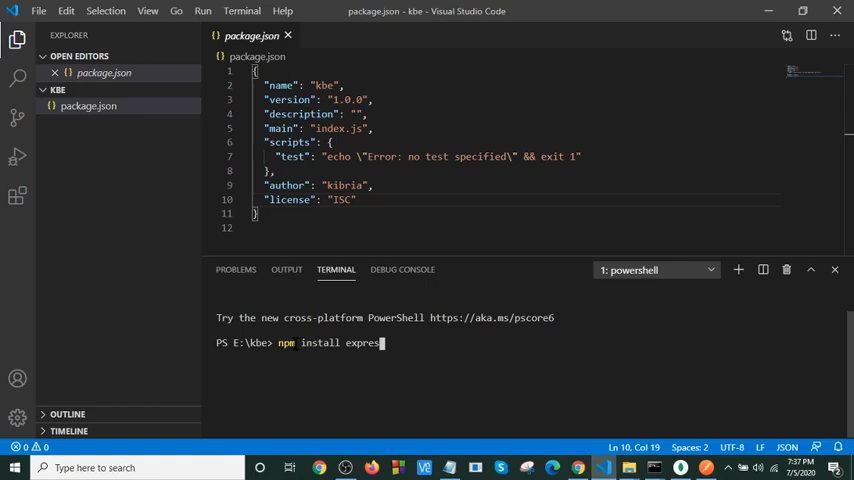 File Edit Selection View Go Run Terminal Help package.json - kbe - Visual Studio Code
EXPLORER
OPEN EDITORS
package.json
KBE
package.json
OUTLINE
TIMELINE
package.json
package.json
1 {
2 "name": "kbe",
3 "version": "1.0.0",
4 "description": "",
5 "main": "index.js",
6 "scripts": {
7 "test": "echo \"Error: no test specified\" && exit 1"
8 },
9 "author": "kibria",
10 "license": "ISC"
11 }
12
PROBLEMS OUTPUT TERMINAL DEBUG CONSOLE 1: powershell
Try the new cross-platform PowerShell https://aka.ms/pscore6
PS E:\kbe> npm install expres
0 0 Ln 10, Col 19 Spaces: 2 UTF-8 LF JSON
Type here to search
7:37 PM
7/5/2020
2